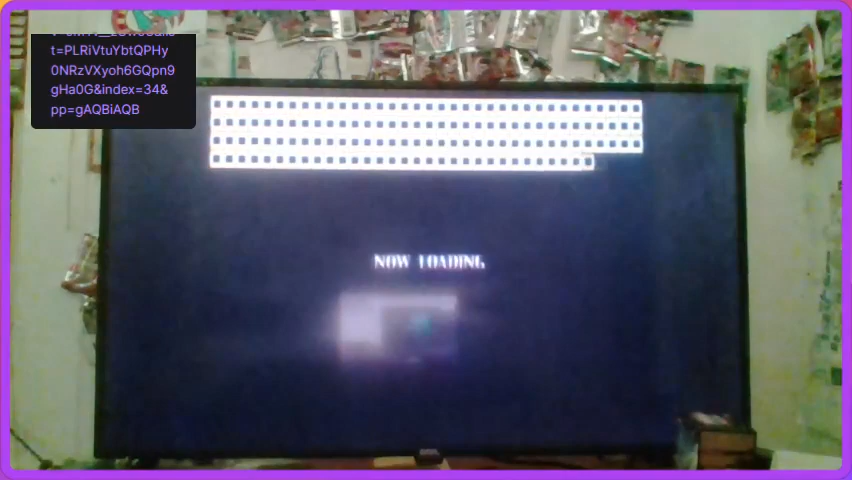 t=PLRiVtuYbtQPHy
0NRzVXyoh6GQpn9
gHa0G&index=34&
pp=gAQBiAQB
NOW LOADING